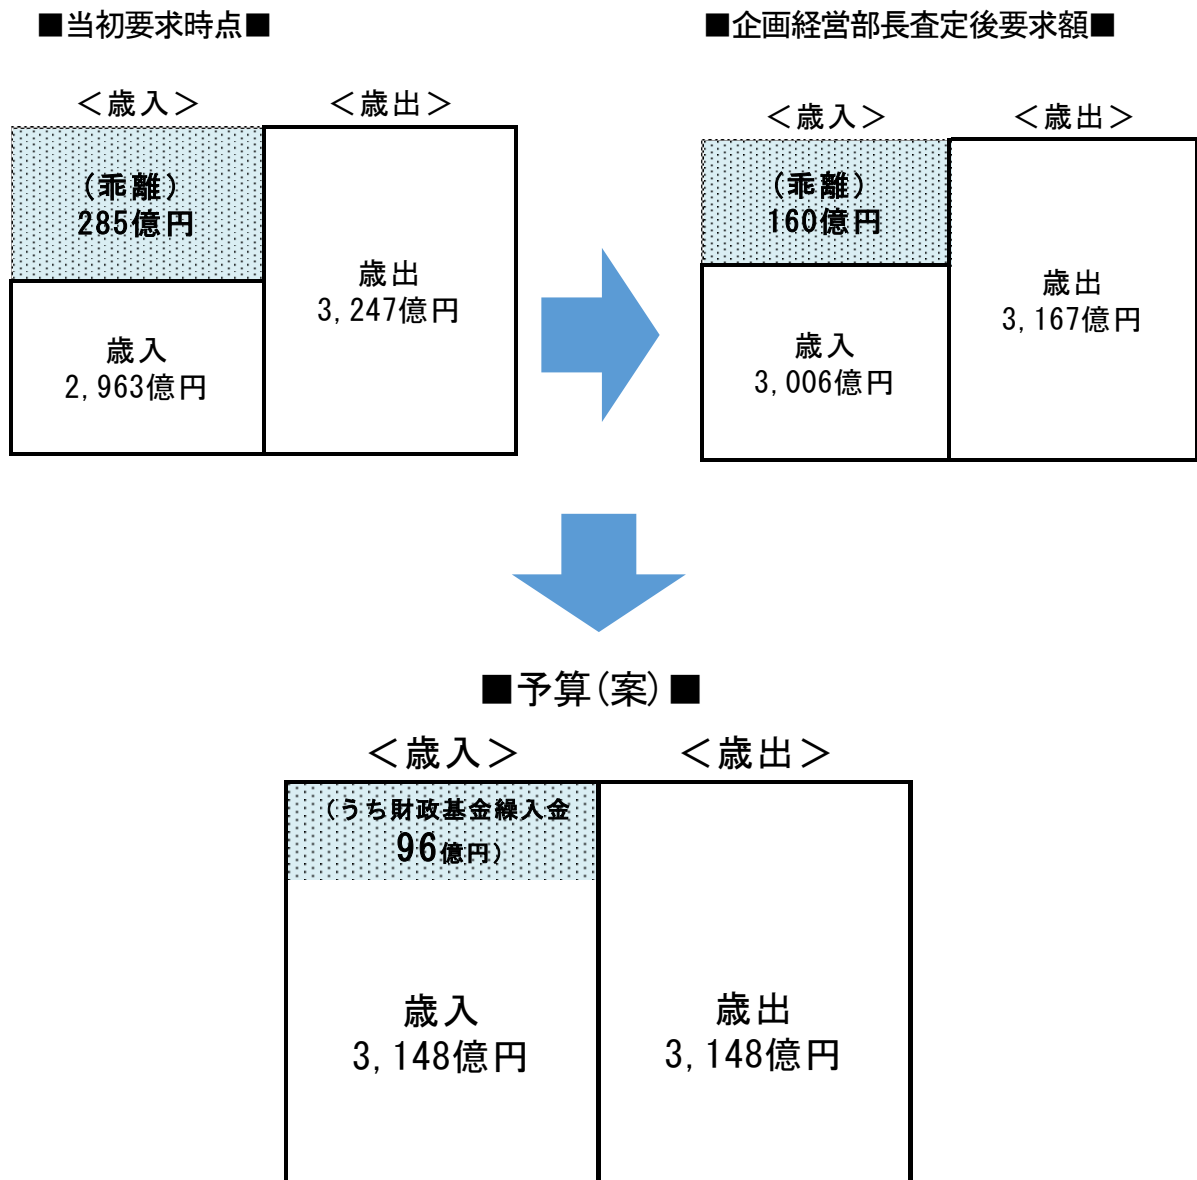 ■当初要求時点■
＜歳入＞ ＜歳出＞
（乖離）
285億円
歳出
3,247億円
歳入
2,963億円
■企画経営部長査定後要求額■
＜歳入＞ ＜歳出＞
（乖離）
160億円
歳出
3,167億円
歳入
3,006億円
■予算（案）■
＜歳入＞ ＜歳出＞
（うち財政基金繰入金
96億円）
歳入
3,148億円
歳出
3,148億円